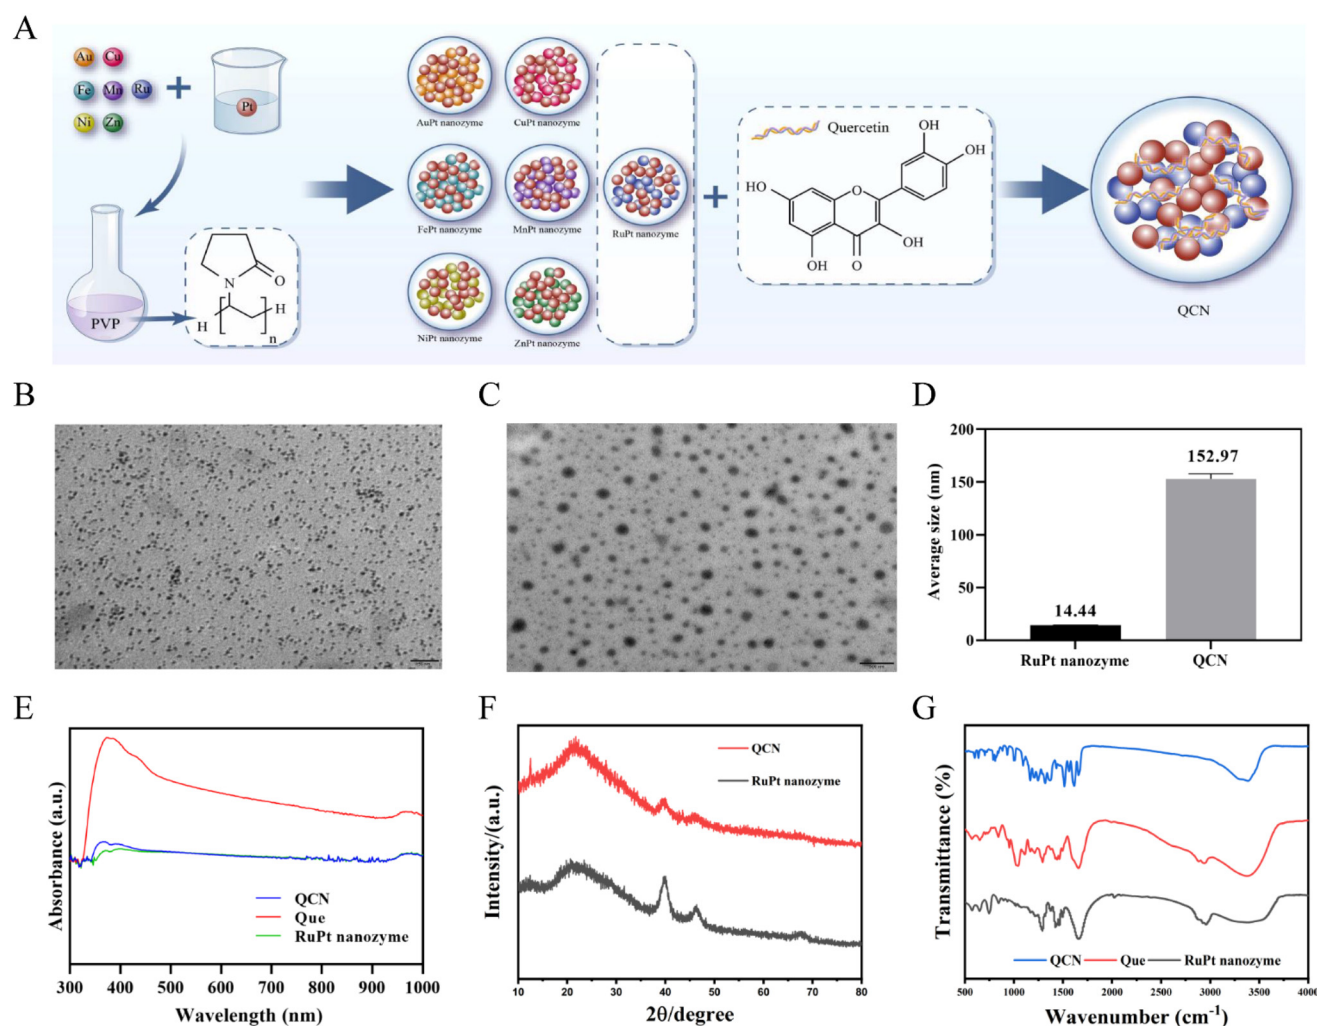 A
Au Cu
Fe Mn Ru + Pt
Ni Zn
PVP
N O
H [ ]n H
AuPt nanozyme CuPt nanozyme
FePt nanozyme MnPt nanozyme RuPt nanozyme
NiPt nanozyme ZnPt nanozyme
+
Quercetin
OH
OH
HO
O
OH
OH O
QCN
B
C
D
200
150
100
50
0
Average size (nm)
152.97
14.44
RuPt nanozyme QCN
E
Absorbance (a.u.)
QCN
Que
RuPt nanozyme
300 400 500 600 700 800 900 1000
Wavelength (nm)
F
Intensity/(a.u.)
QCN
RuPt nanozyme
10 20 30 40 50 60 70 80
2θ/degree
G
Transmittance (%)
QCN Que RuPt nanozyme
500 1000 1500 2000 2500 3000 3500 4000
Wavenumber (cm⁻¹)